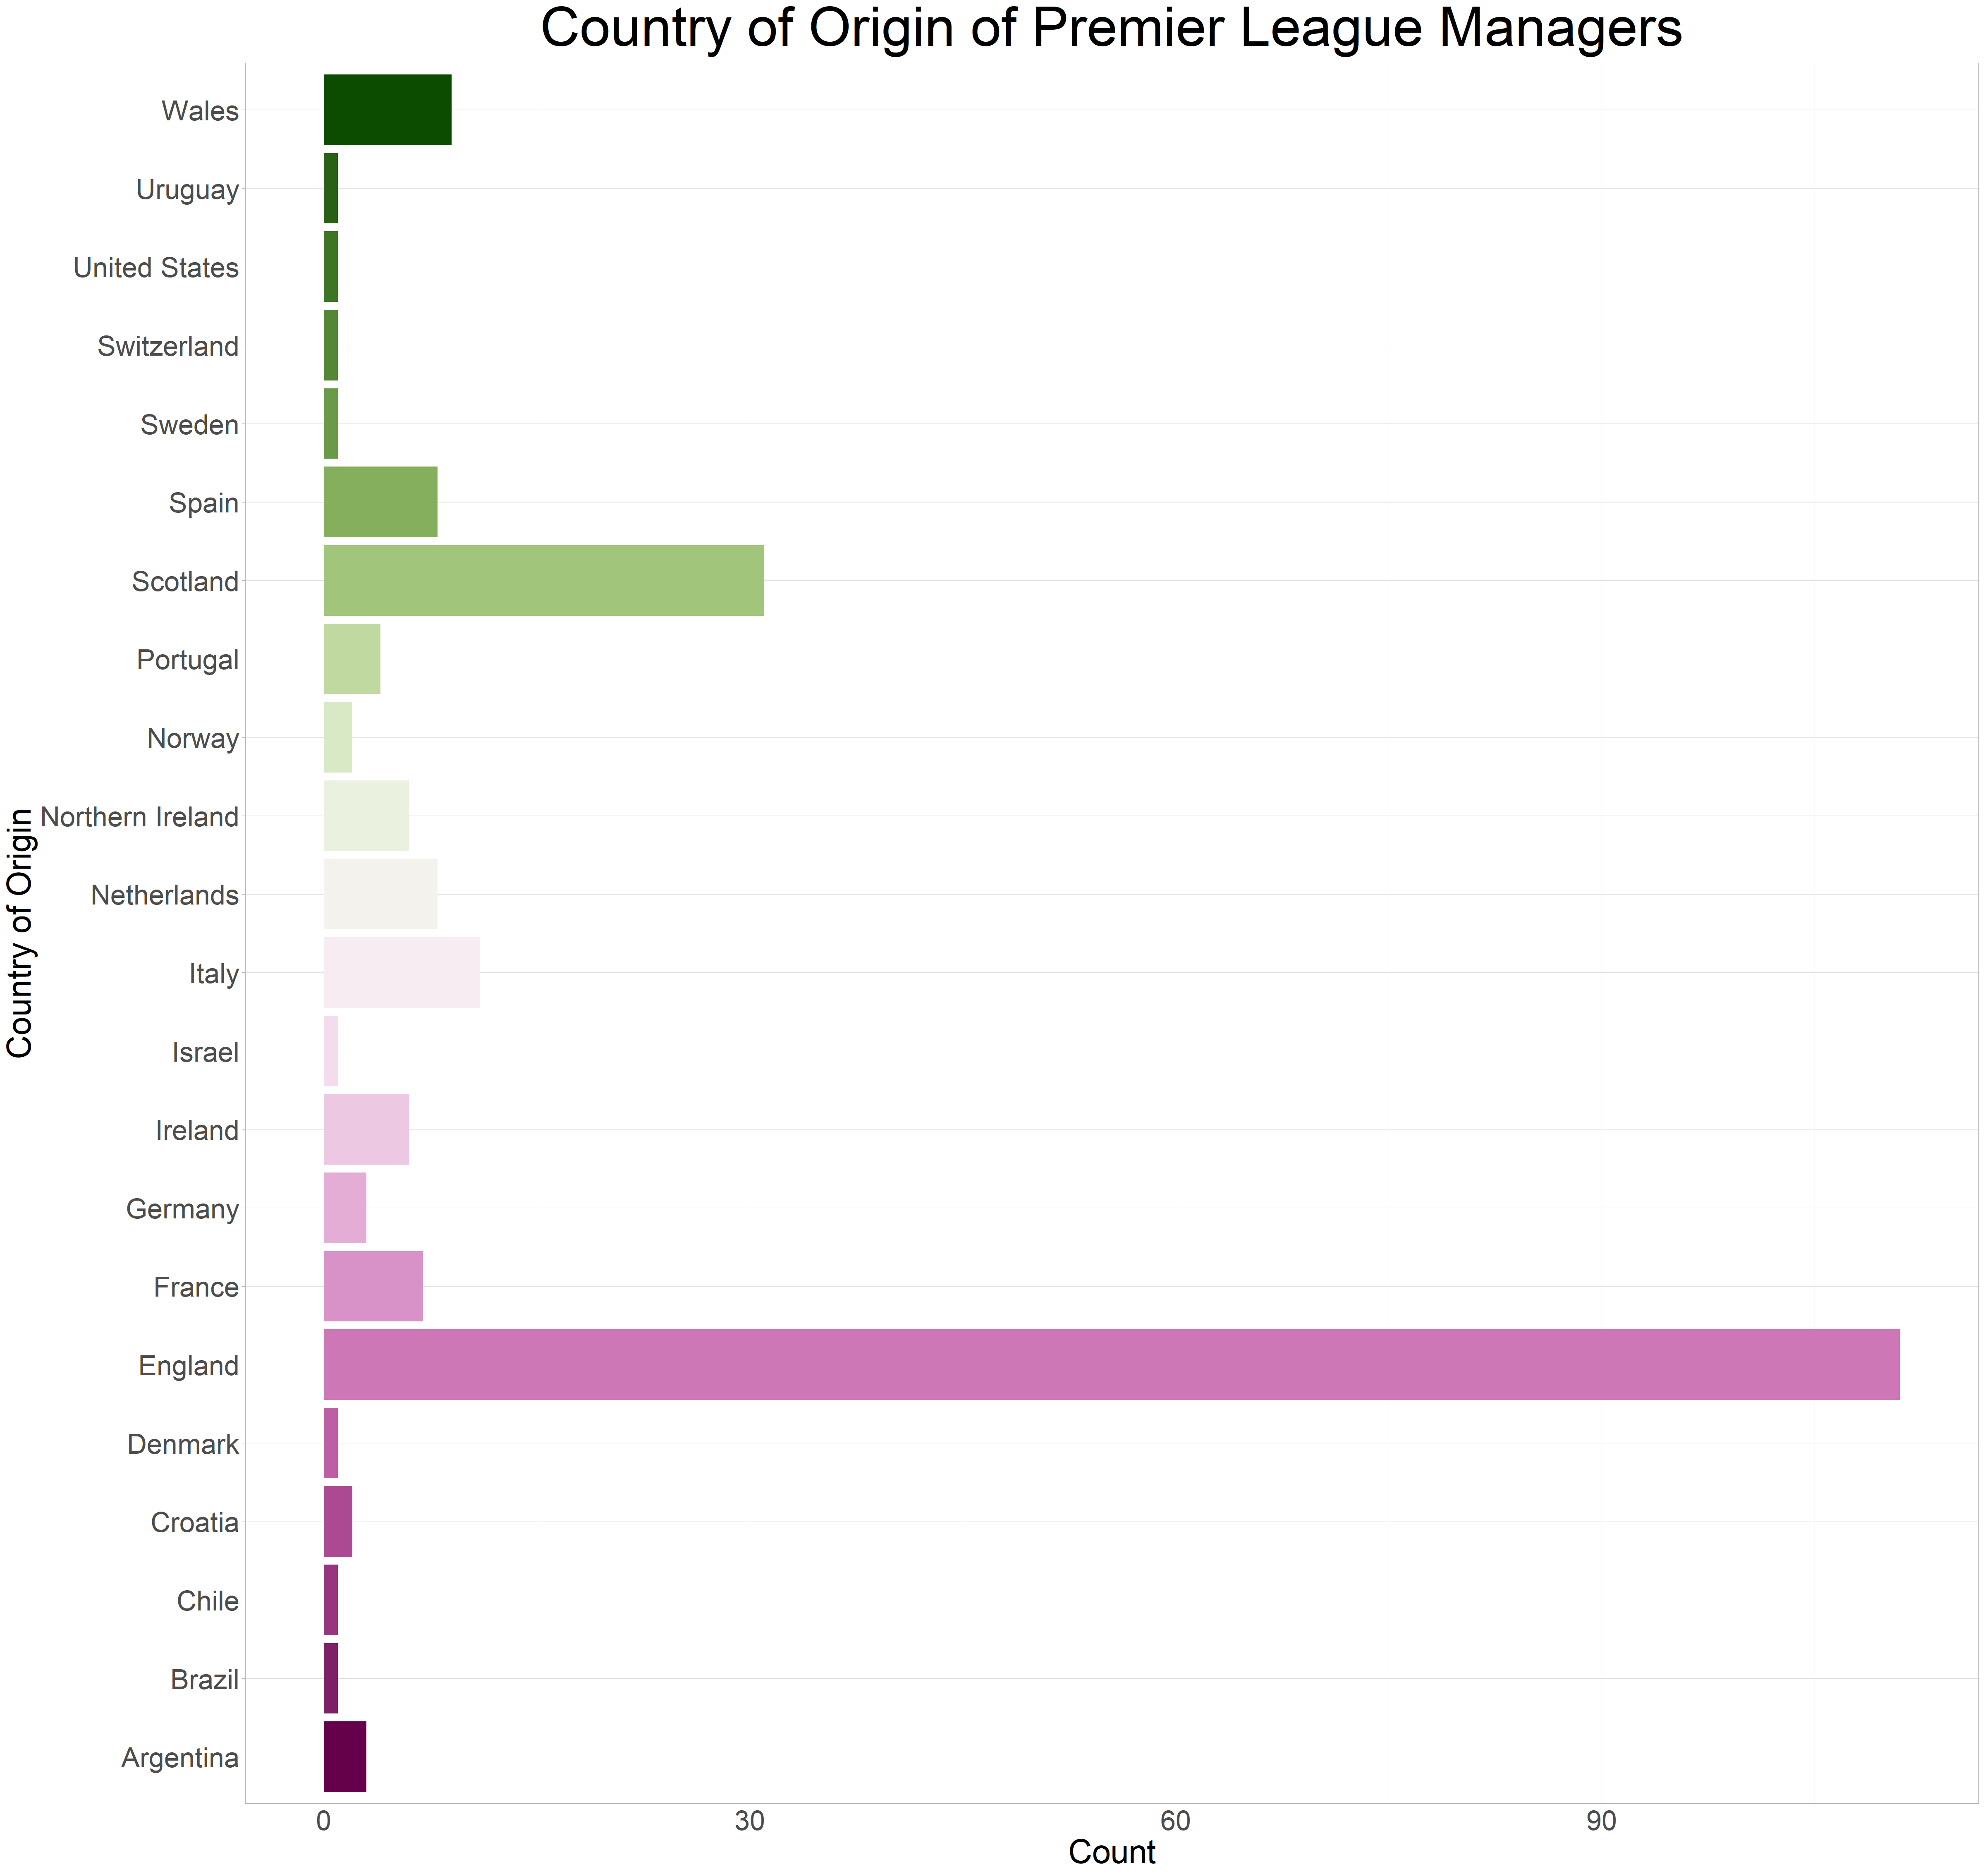 Country of Origin of Premier League Managers
Country of Origin
Wales
Uruguay
United States
Switzerland
Sweden
Spain
Scotland
Portugal
Norway
Northern Ireland
Netherlands
Italy
Israel
Ireland
Germany
France
England
Denmark
Croatia
Chile
Brazil
Argentina
0 30 60 90
Count